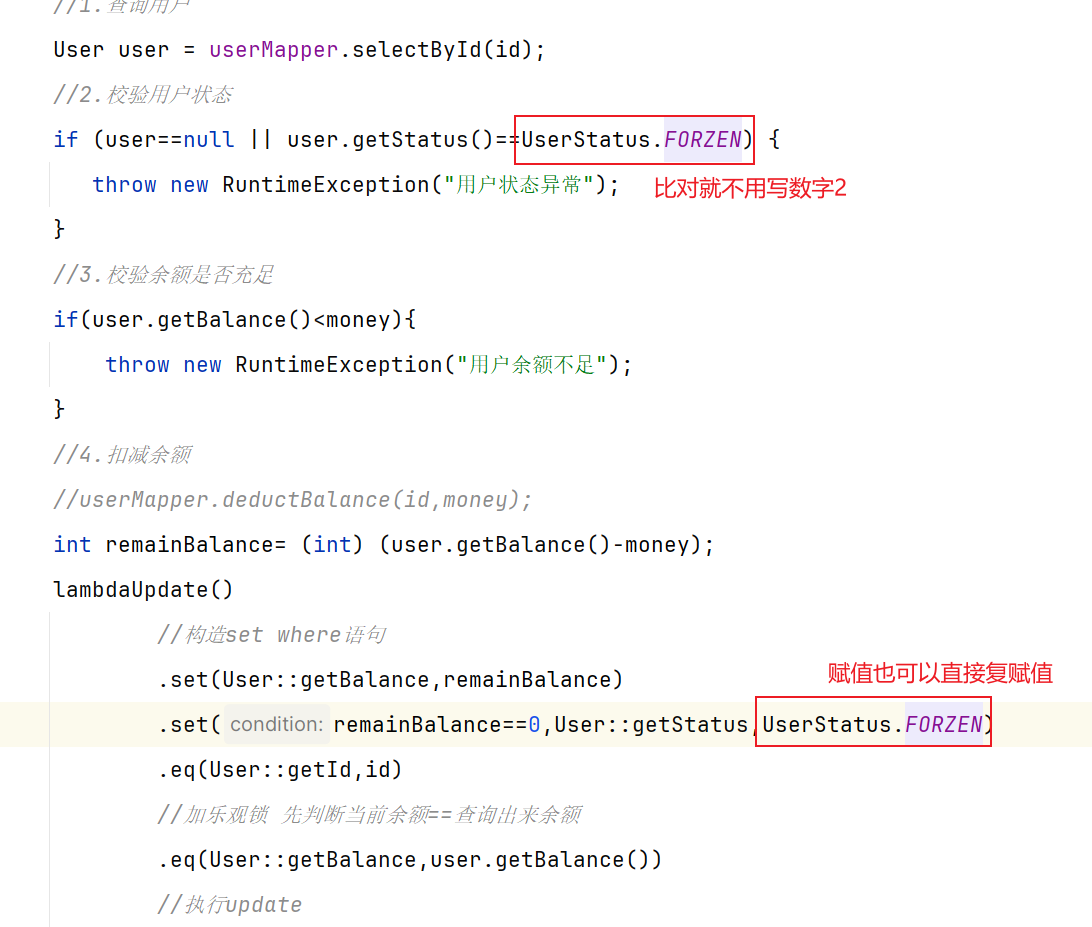 //1.查询用户
User user = userMapper.selectById(id);
//2.校验用户状态
if (user==null || user.getStatus()==UserStatus.FORZEN) {
throw new RuntimeException("用户状态异常"); 比对就不用写数字2
}
//3.校验余额是否充足
if(user.getBalance()<money){
throw new RuntimeException("用户余额不足");
}
//4.扣减余额
//userMapper.deductBalance(id,money);
int remainBalance= (int) (user.getBalance()-money);
lambdaUpdate()
//构造set where语句
.set(User::getBalance,remainBalance)
赋值也可以直接复赋值
.set( condition: remainBalance==0,User::getStatus,UserStatus.FORZEN)
.eq(User::getId,id)
//加乐观锁 先判断当前余额==查询出来余额
.eq(User::getBalance,user.getBalance())
//执行update